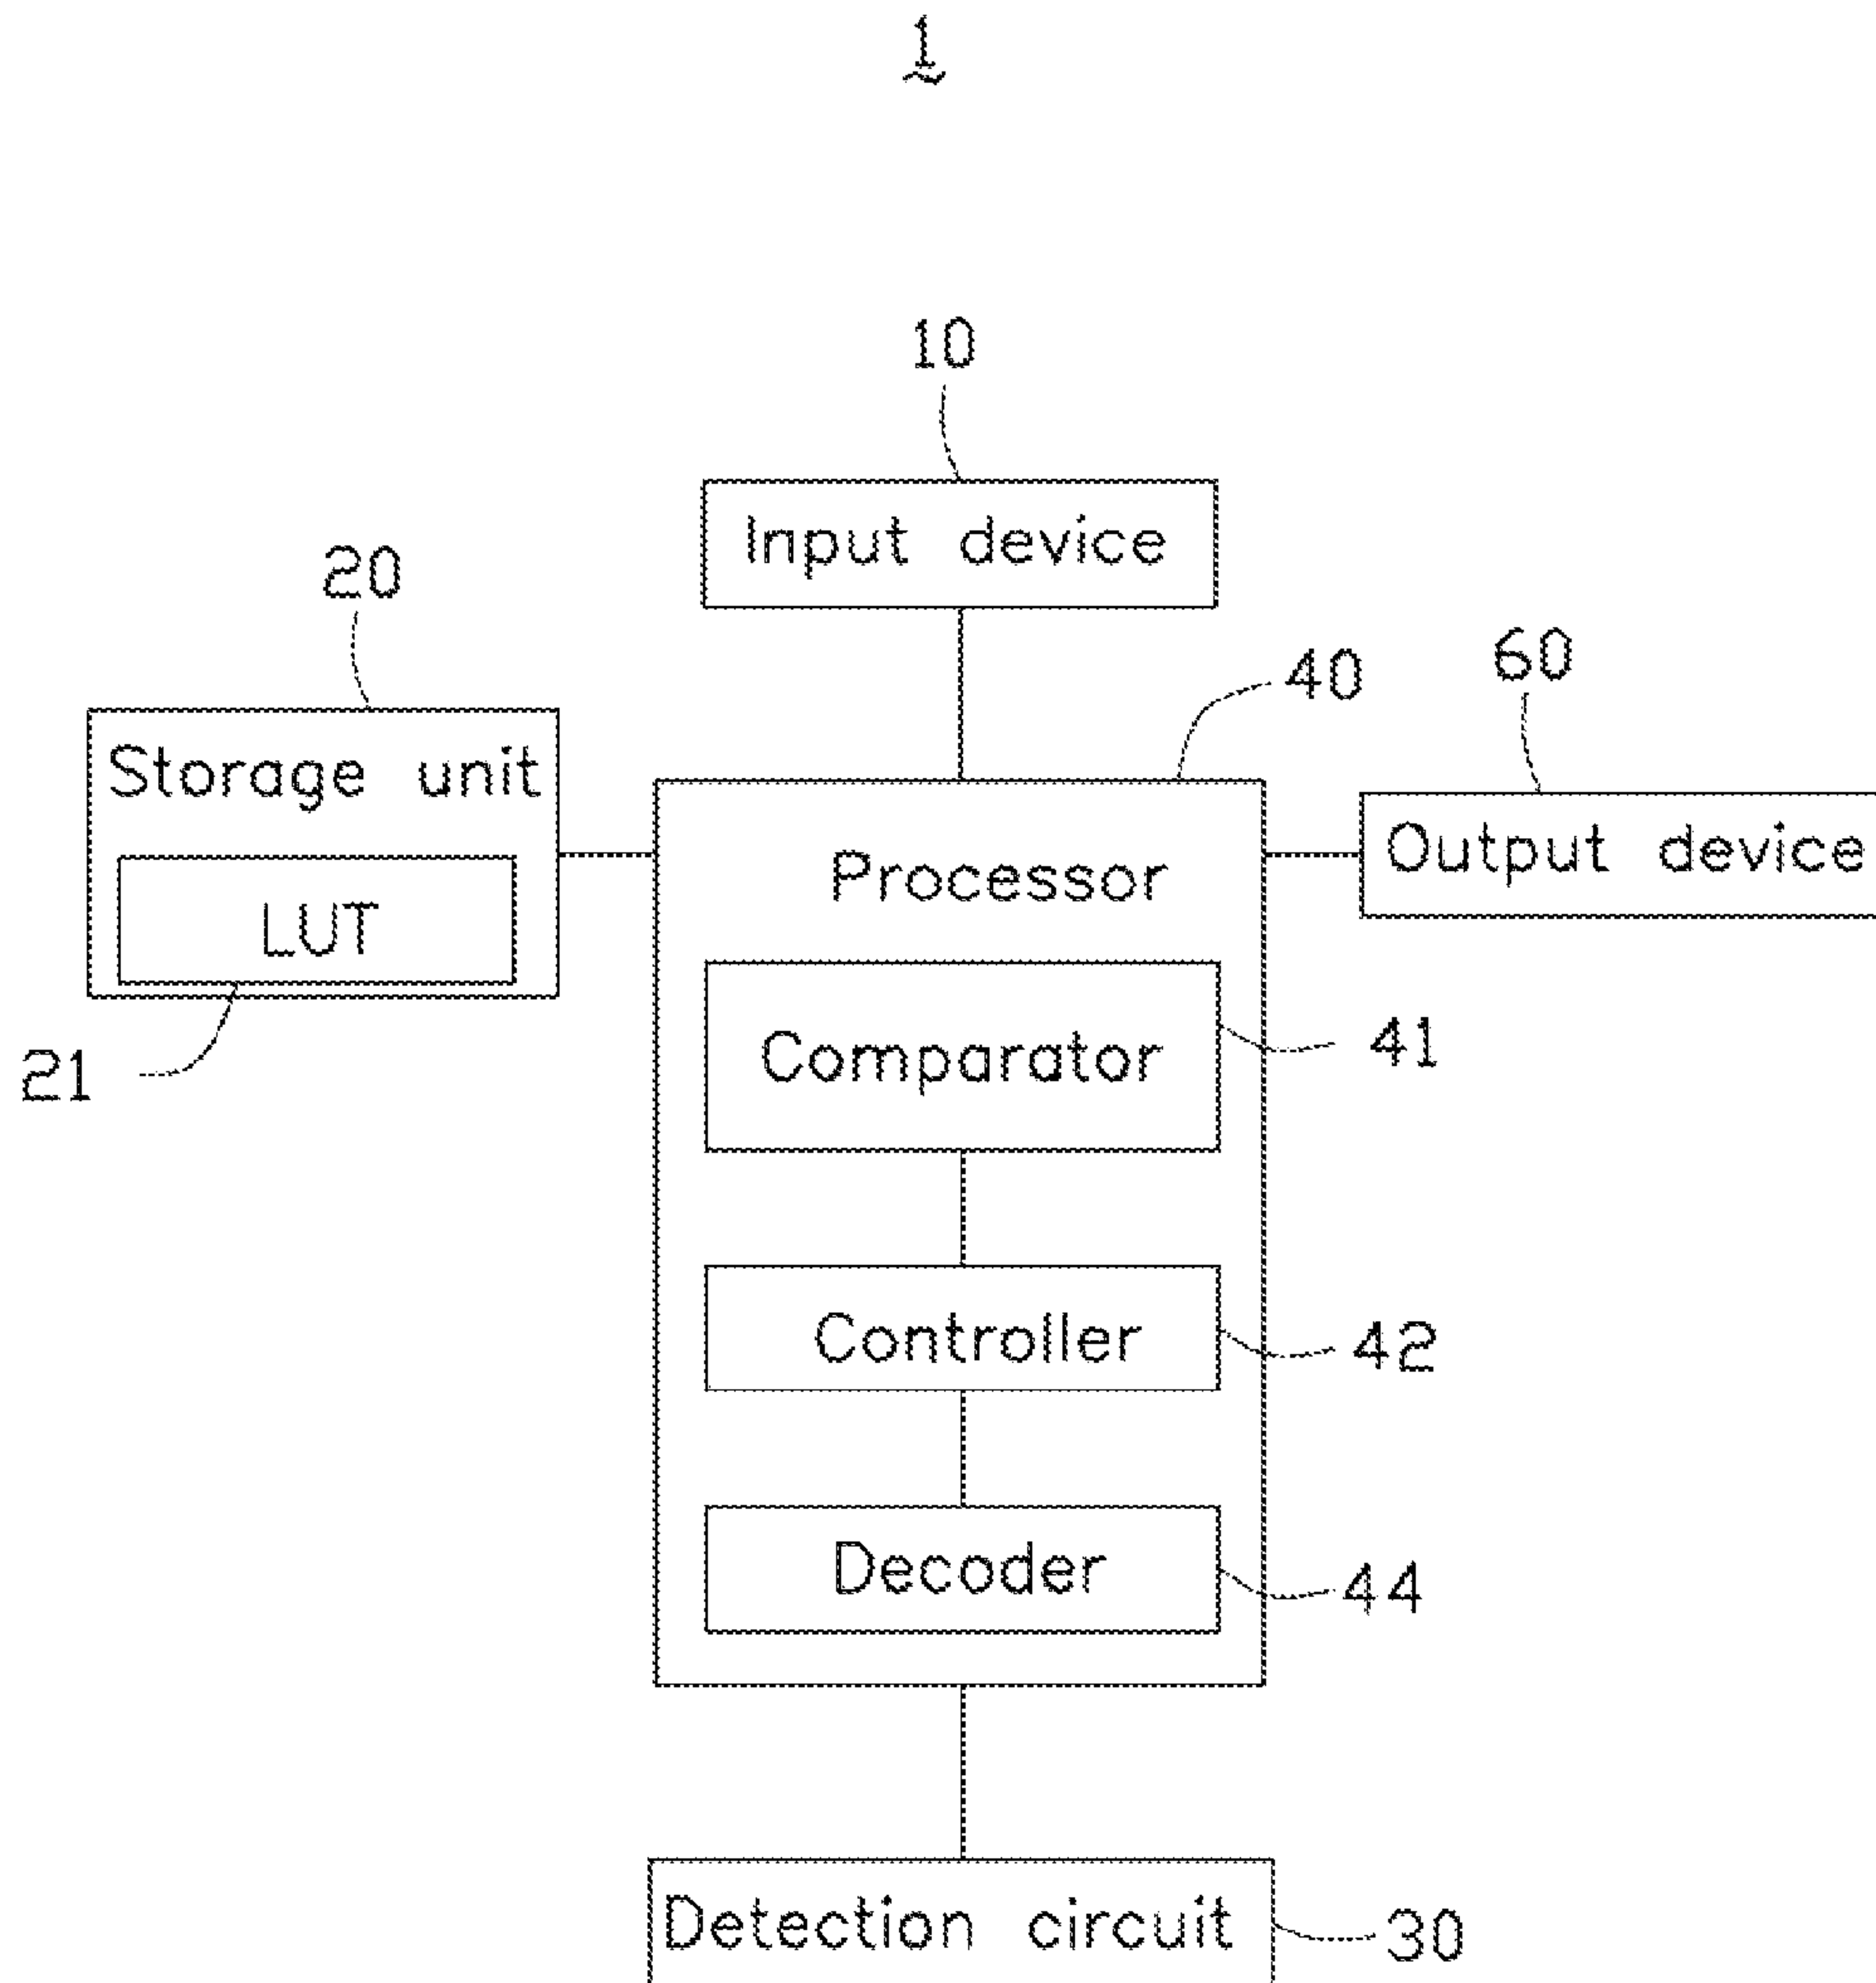 1
10
Input device
20
40
60
Storage unit
Output device
Processor
LUT
Comparator
41
21
Controller
42
Decoder
44
Detection circuit
30